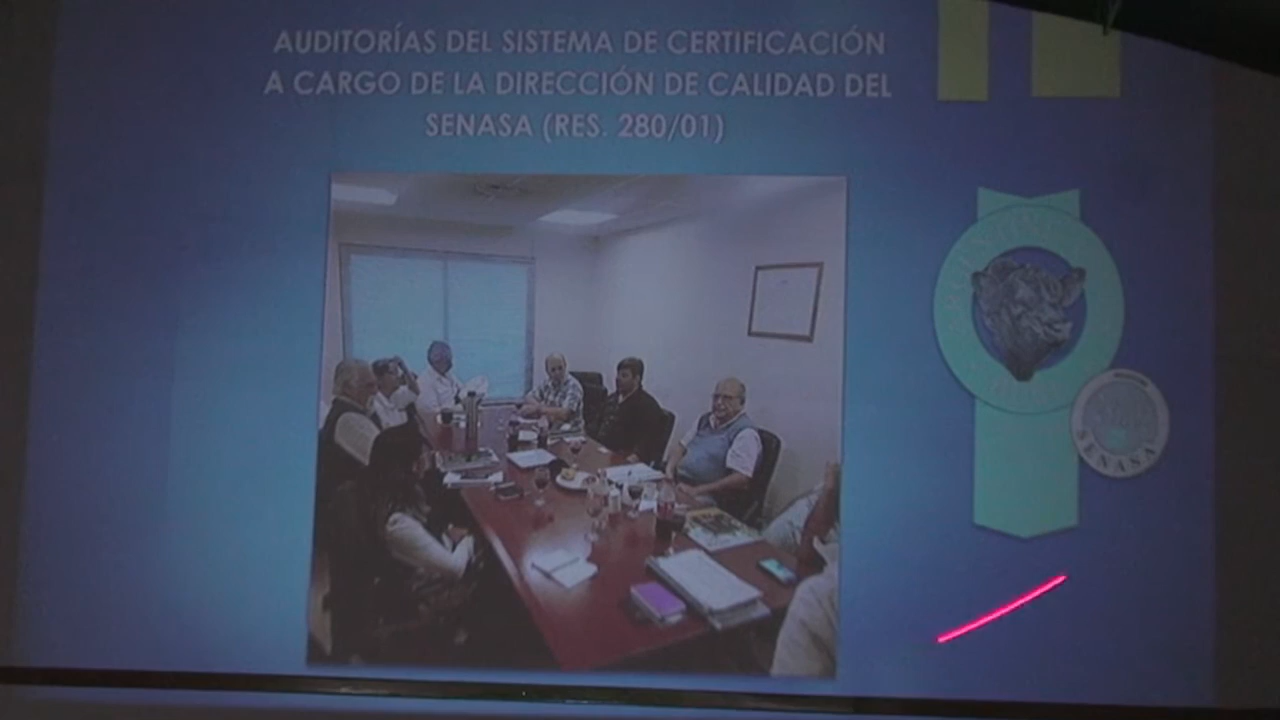 AUDITORÍAS DEL SISTEMA DE CERTIFICACIÓN
A CARGO DE LA DIRECCIÓN DE CALIDAD DEL
SENASA (RES. 280/01)
SENASA